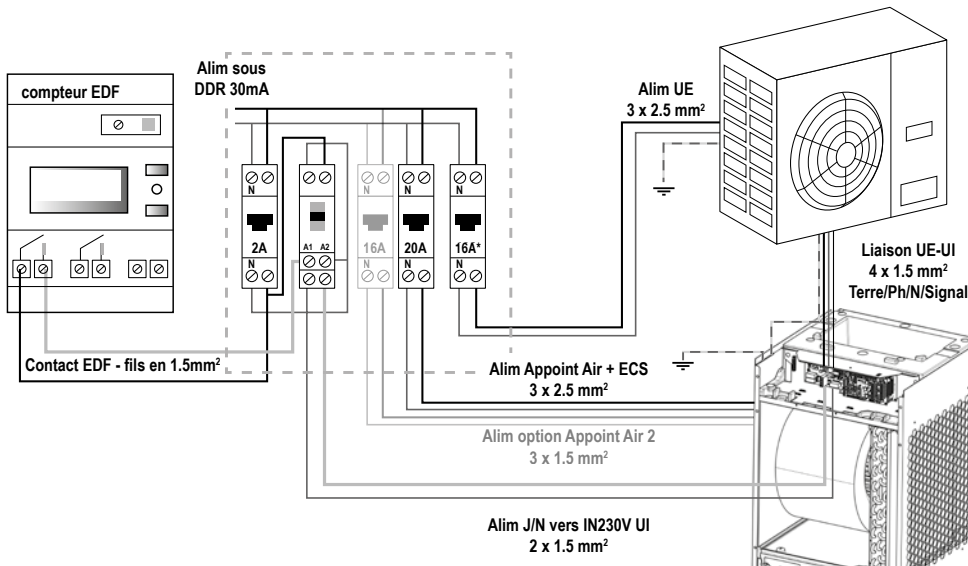 compteur EDF
Alim sous
DDR 30mA
Alim UE
3 x 2.5 mm²
N
N
N
N
2A
A1 A2
16A
20A
16A*
N
N
N
N
Liaison UE-UI
4 x 1.5 mm²
Terre/Ph/N/Signal
Contact EDF - fils en 1.5mm²
Alim Appoint Air + ECS
3 x 2.5 mm²
Alim option Appoint Air 2
3 x 1.5 mm²
Alim J/N vers IN230V UI
2 x 1.5 mm²